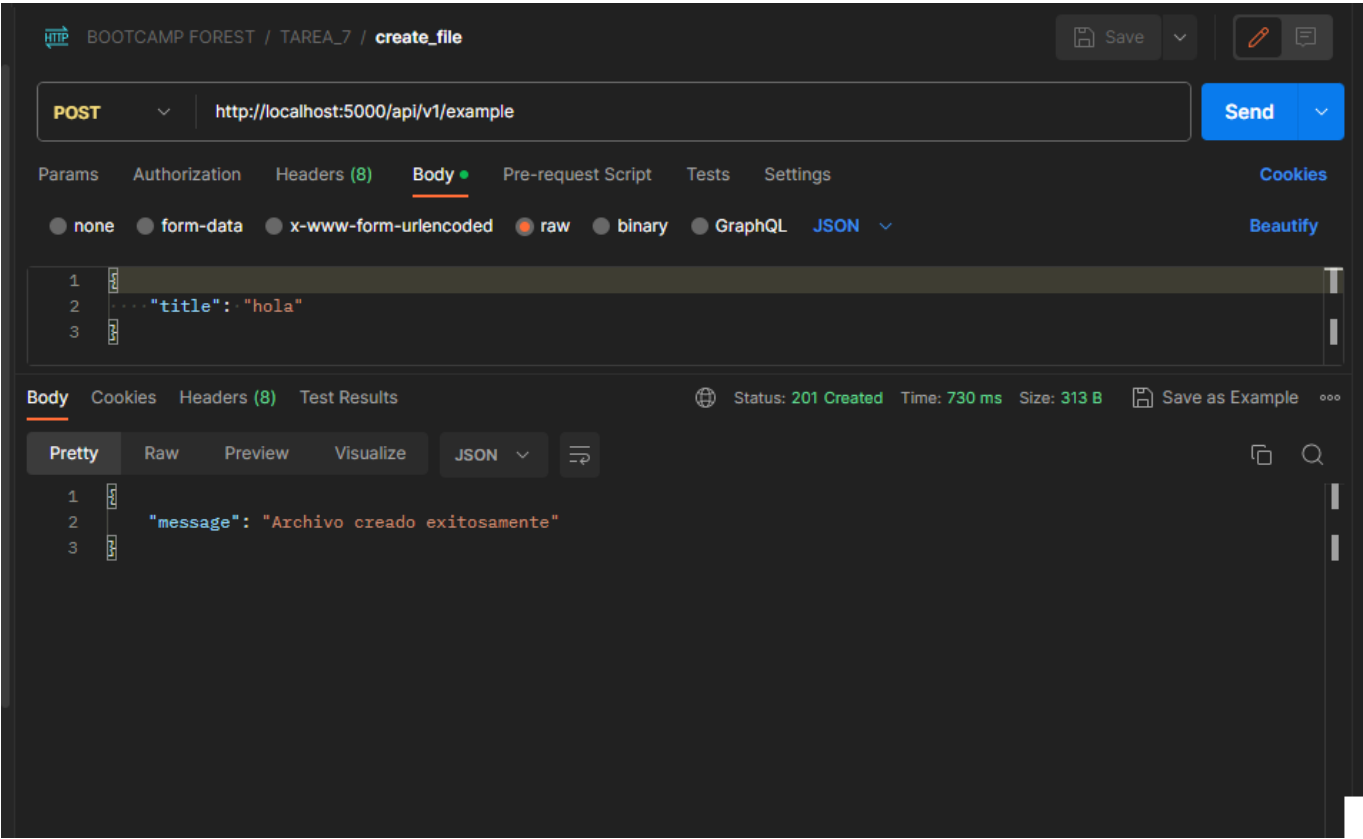 HTTP BOOTCAMP FOREST / TAREA_7 / create_file Save
POST http://localhost:5000/api/v1/example Send
Params Authorization Headers (8) Body Pre-request Script Tests Settings Cookies
none form-data x-www-form-urlencoded raw binary GraphQL JSON Beautify
1 {
2 "title": "hola"
3 }
Body Cookies Headers (8) Test Results Status: 201 Created Time: 730 ms Size: 313 B Save as Example
Pretty Raw Preview Visualize JSON
1 {
2 "message": "Archivo creado exitosamente"
3 }